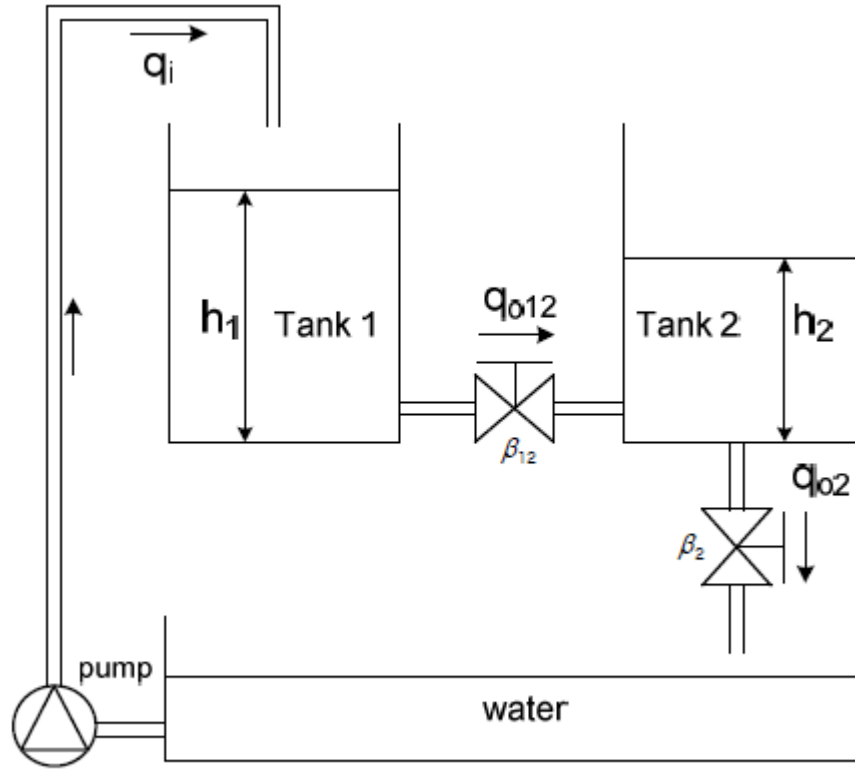 qᵢ
h₁
Tank 1
qₒ₁₂
Tank 2
h₂
β₁₂
qₒ₂
β₂
pump
water